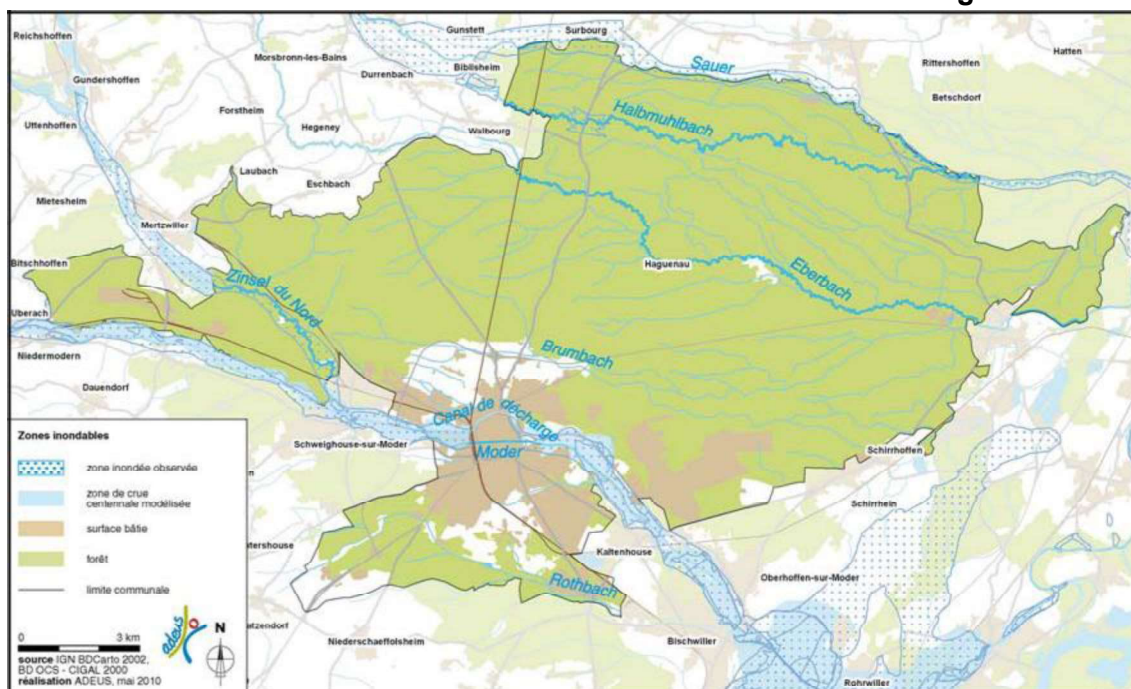 Reichshoffen
Gunstett
Surbourg
Hatten
Morsbronn-les-Bains
Biblisheim
Sauer
Rittershoffen
Gundershoffen
Durrenbach
Betschdorf
Forstheim
Halbmuhlbach
Uttenhoffen
Hegeney
Walbourg
Laubach
Eschbach
Mietesheim
Mertzwiller
Bitschhoffen
Haguenau
Eberbach
Zinsel du Nord
Uberach
Brumbach
Niedermodern
Dauendorf
Canal de décharge
Schweighouse-sur-Moder
Moder
Schirrhoffen
Schirrhein
Kaltenhouse
Oberhoffen-sur-Moder
Rothbach
Niederschaeffolsheim
Bischwiller
Rohrwiller
Zones inondables
zone inondée observée
zone de crue
centennale modélisée
surface bâtie
forêt
limite communale
0 3 km
adeus
N
source IGN BDCarto 2002,
BD OCS - CIGAL 2000
réalisation ADEUS, mai 2010